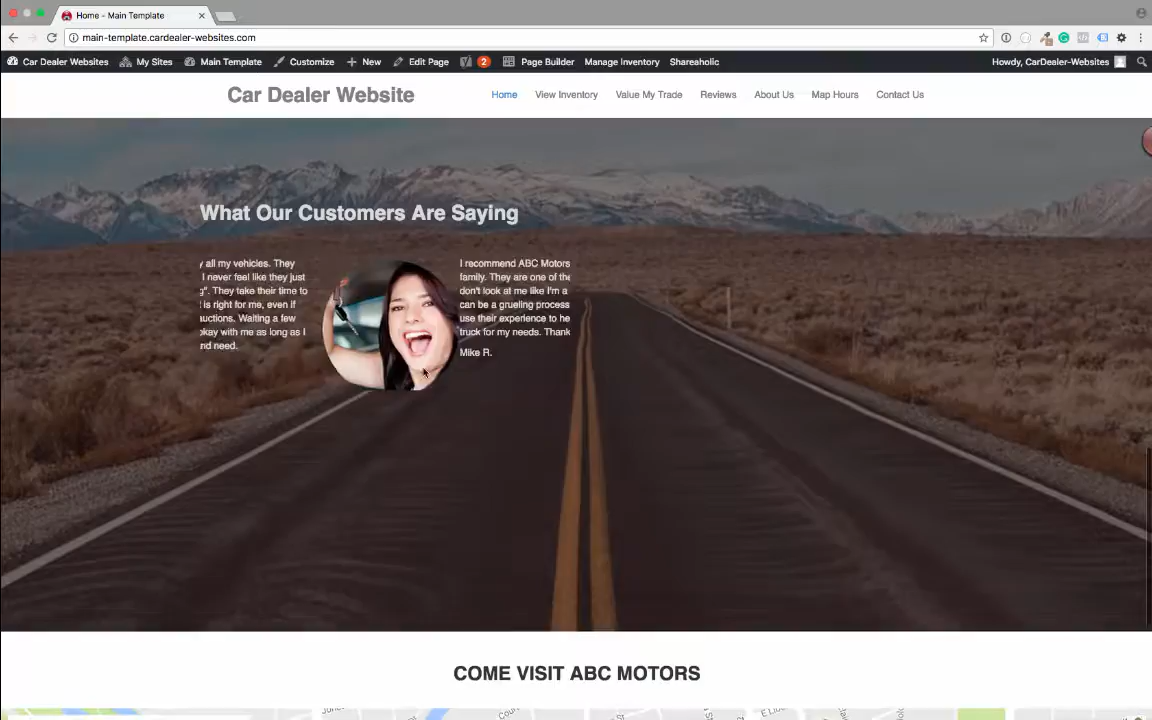 Home - Main Template
main-template.cardealer-websites.com
Car Dealer Websites My Sites Main Template Customize New Edit Page 2 Page Builder Manage Inventory Shareaholic Howdy, CarDealer-Websites
Car Dealer Website
Home View Inventory Value My Trade Reviews About Us Map Hours Contact Us
What Our Customers Are Saying
y all my vehicles. They
I never feel like they just
g". They take their time to
is right for me, even if
auctions. Waiting a few
okay with me as long as I
nd need.
I recommend ABC Motors
family. They are one of the
don't look at me like I'm a
can be a grueling process
use their experience to he
truck for my needs. Thank
Mike R.
COME VISIT ABC MOTORS